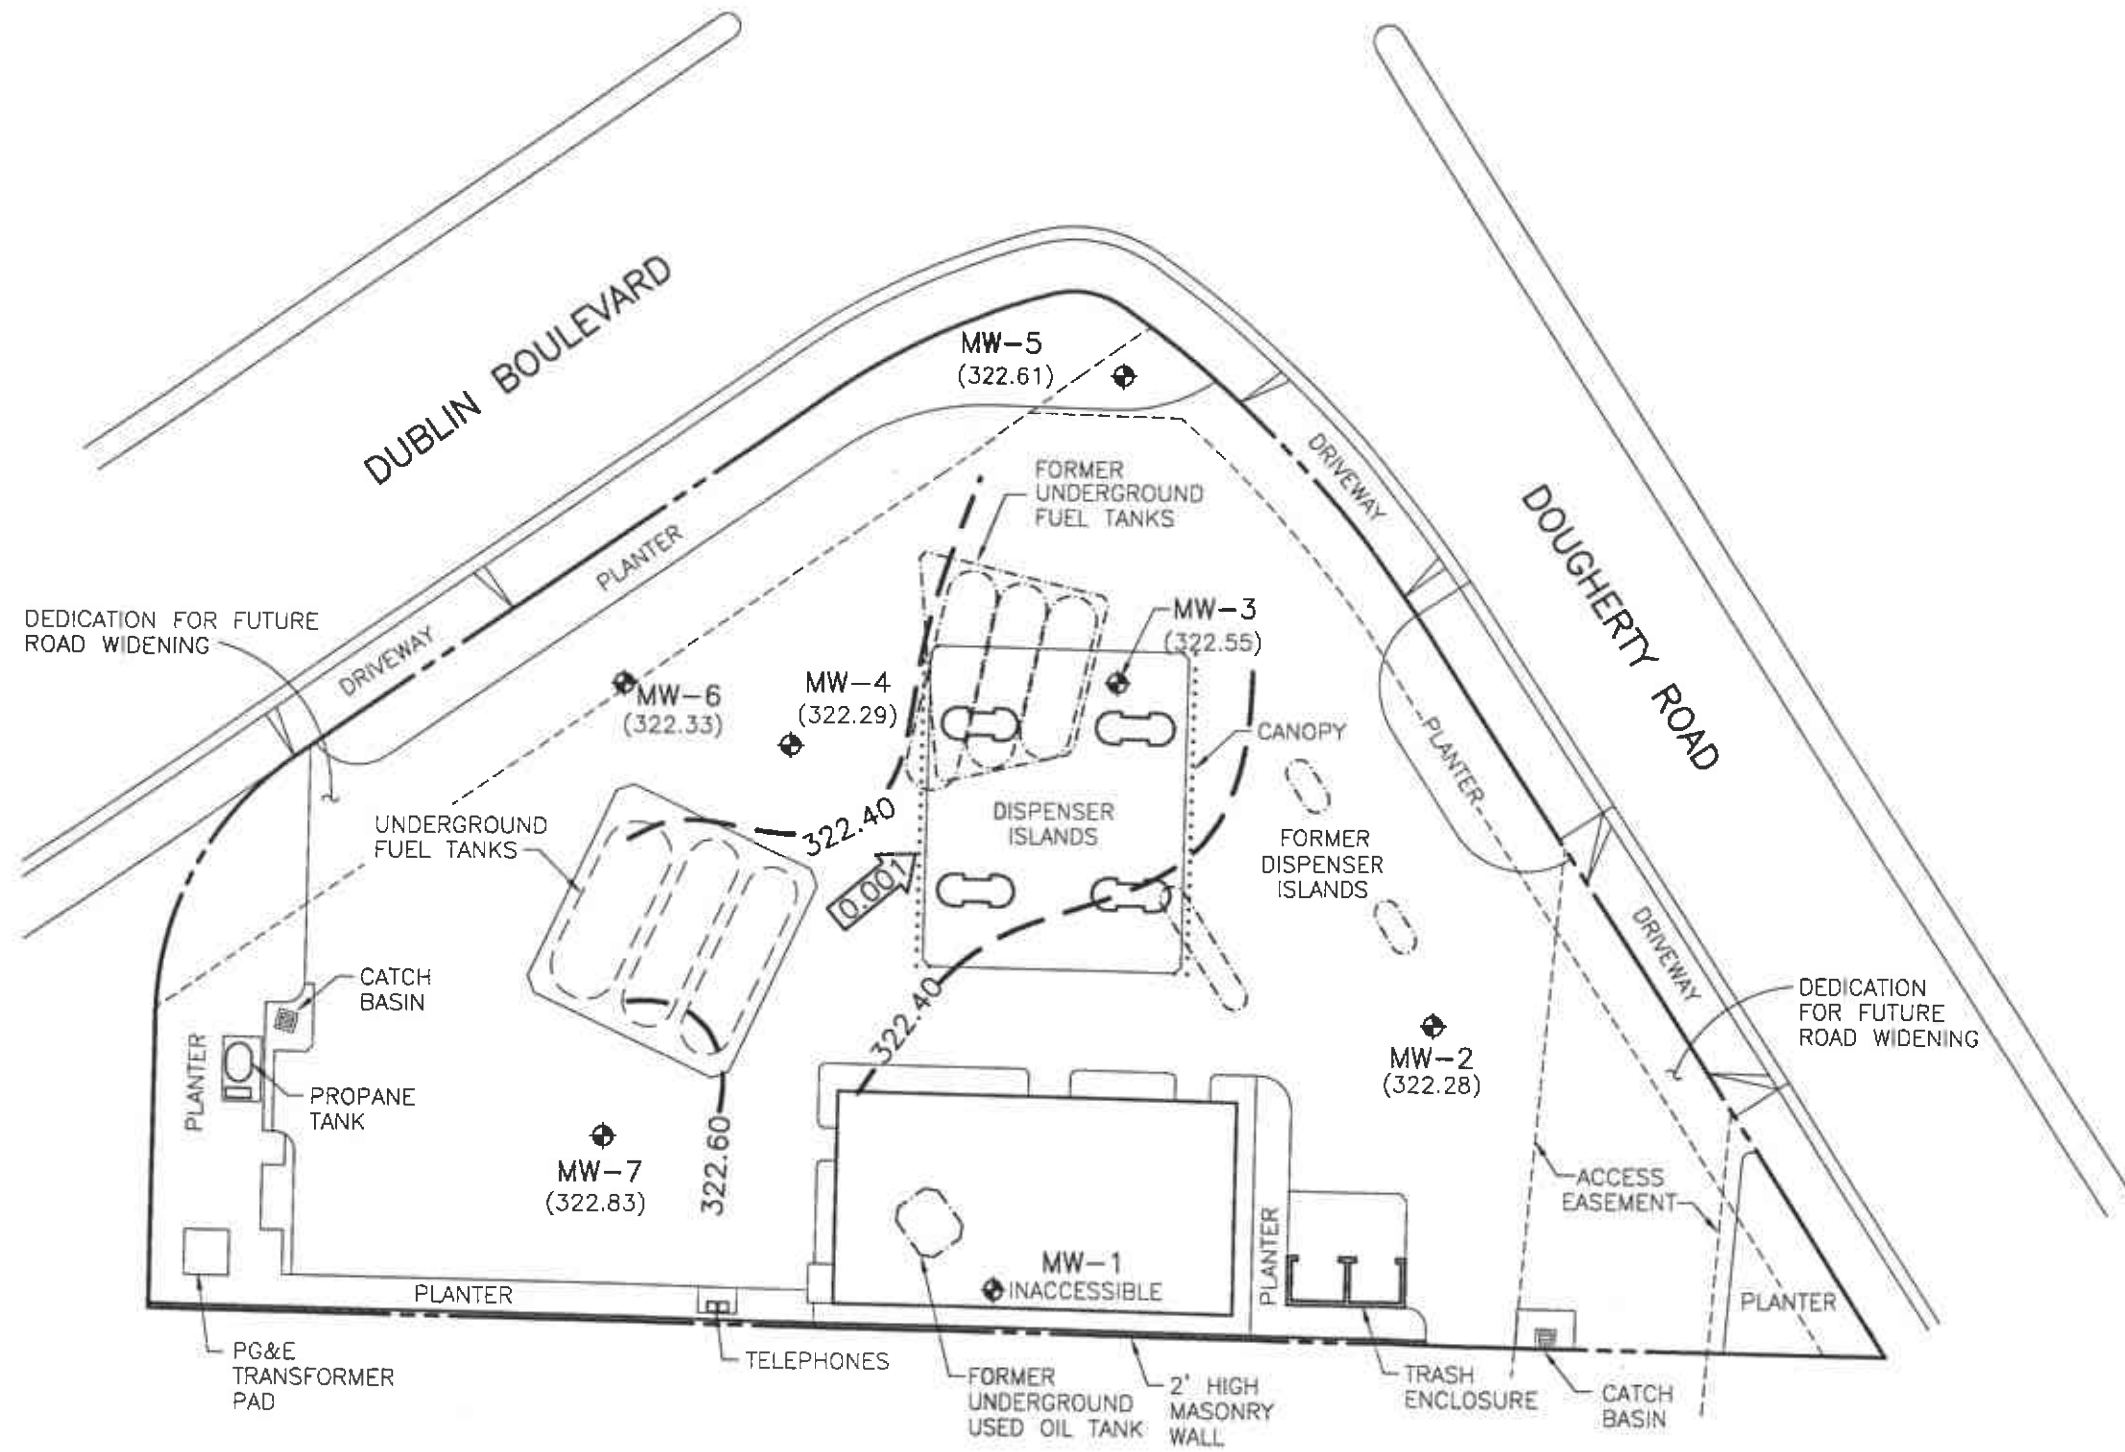 DUBLIN BOULEVARD
DOUGHERTY ROAD
MW-5
(322.61)
DRIVEWAY
FORMER
UNDERGROUND
FUEL TANKS
PLANTER
DEDICATION FOR FUTURE
ROAD WIDENING
DRIVEWAY
MW-3
(322.55)
MW-6
(322.33)
MW-4
(322.29)
CANOPY
PLANTER
UNDERGROUND
FUEL TANKS
322.40
DISPENSER
ISLANDS
FORMER
DISPENSER
ISLANDS
0.001
DRIVEWAY
CATCH
BASIN
322.40
DEDICATION
FOR FUTURE
ROAD WIDENING
PLANTER
PROPANE
TANK
MW-2
(322.28)
MW-7
(322.83)
322.60
ACCESS
EASEMENT
MW-1
INACCESSIBLE
PLANTER
PLANTER
PLANTER
PG&E
TRANSFORMER
PAD
TELEPHONES
FORMER
UNDERGROUND
USED OIL TANK
2' HIGH
MASONRY
WALL
TRASH
ENCLOSURE
CATCH
BASIN